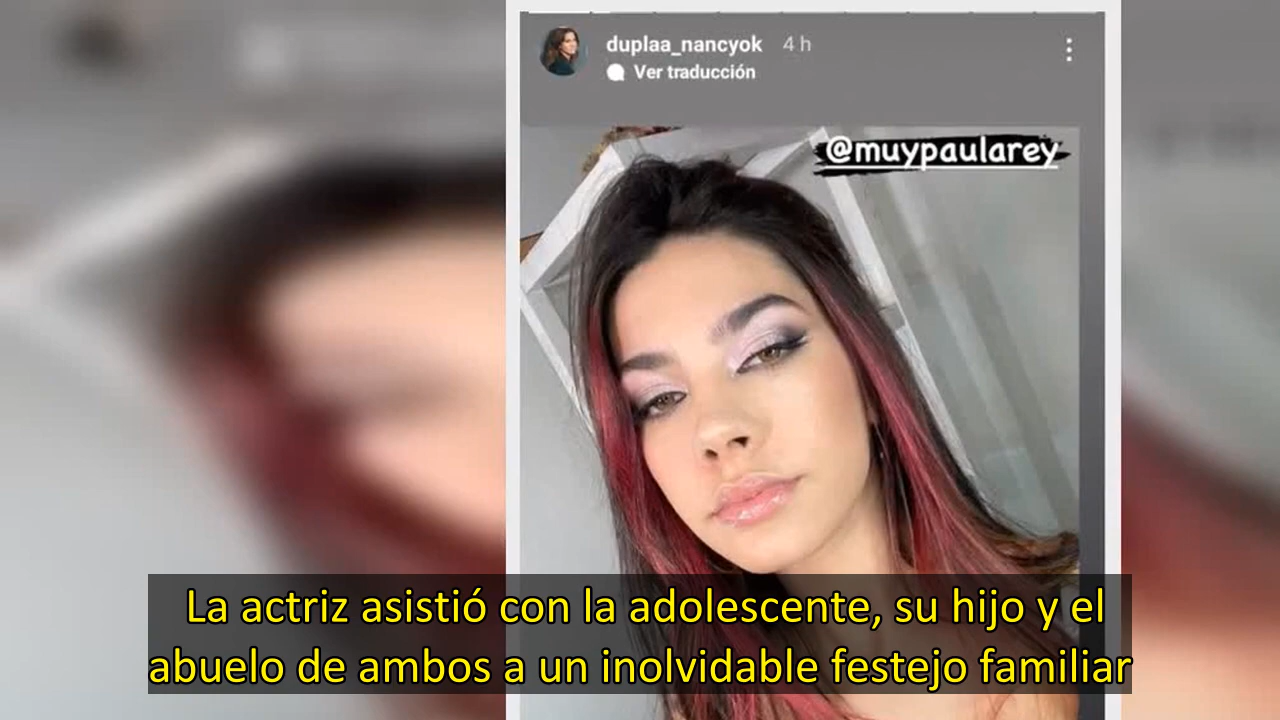 duplaa_nancyok 4 h
Ver traducción
@muypaularey
La actriz asistió con la adolescente, su hijo y el
abuelo de ambos a un inolvidable festejo familiar